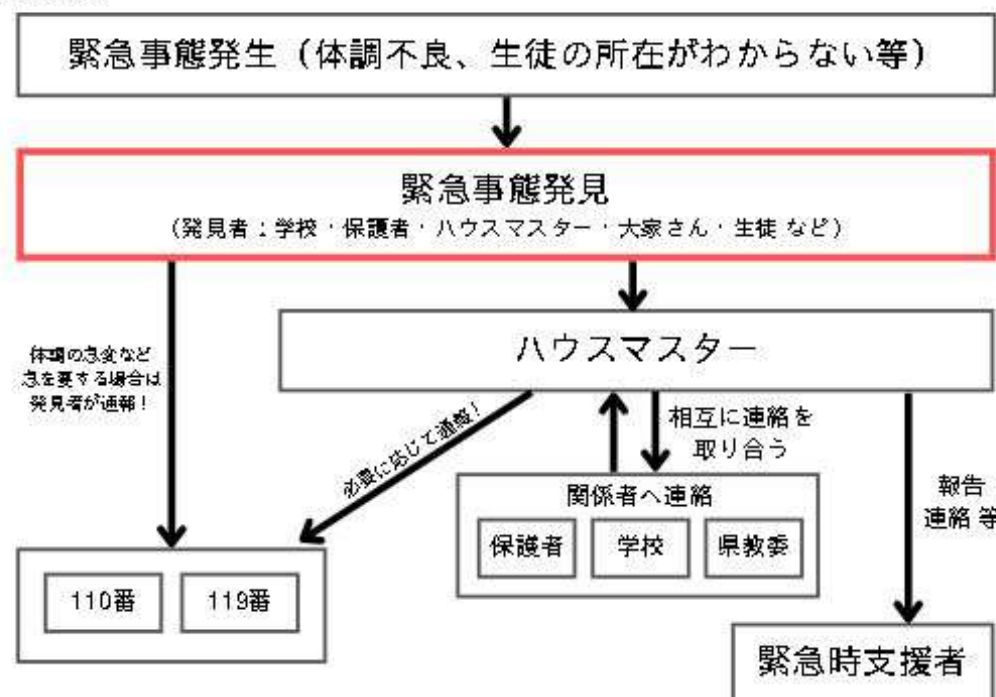 緊急事態発生（体調不良、生徒の所在がわからない等）
緊急事態発見
（発見者：学校・保護者・ハウスマスター・大家さん・生徒 など）
体調の急変など
急を要する場合は
発見者が通報！
ハウスマスター
必要に応じて通報！
相互に連絡を
取り合う
関係者へ連絡
保護者
学校
県教委
報告
連絡 等
110番
119番
緊急時支援者